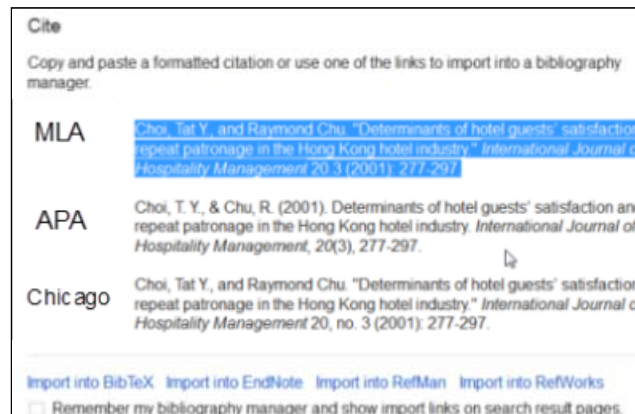 Cite
Copy and paste a formatted citation or use one of the links to import into a bibliography
manager.
MLA
Choi, Tat Y., and Raymond Chu. "Determinants of hotel guests' satisfaction
repeat patronage in the Hong Kong hotel industry." International Journal o
Hospitality Management 20.3 (2001): 277-297.
APA
Choi, T. Y., & Chu, R. (2001). Determinants of hotel guests' satisfaction and
repeat patronage in the Hong Kong hotel industry. International Journal of
Hospitality Management, 20(3), 277-297.
Chicago
Choi, Tat Y., and Raymond Chu. "Determinants of hotel guests' satisfaction
repeat patronage in the Hong Kong hotel industry." International Journal o
Hospitality Management 20, no. 3 (2001): 277-297.
Import into BibTeX Import into EndNote Import into RefMan Import into RefWorks
Remember my bibliography manager and show import links on search result pages.